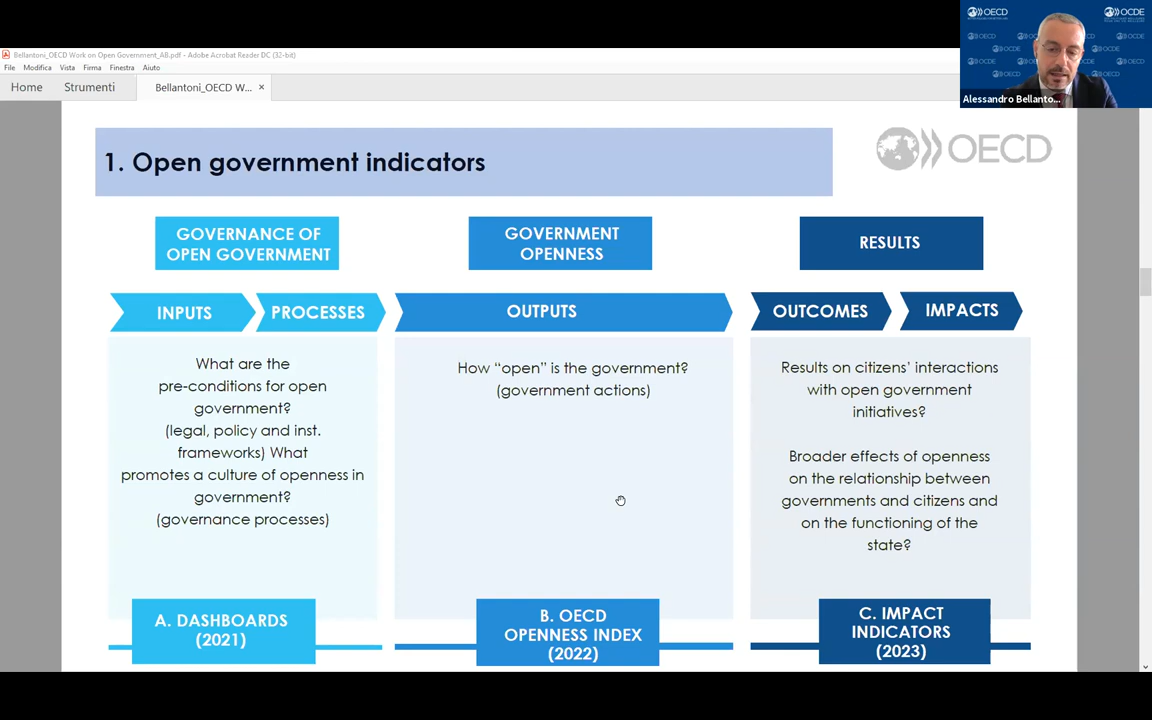 Bellantoni_OECD Work on Open Government_All.pdf - Adobe Acrobat Reader DC (32-bit)
File Modifica Vista Firma Finestra Aiuto
Home Strumenti Bellantoni_OECD W... ×
OECD OCDE
Alessandro Bellanto...
1. Open government indicators
OECD
GOVERNANCE OF
OPEN GOVERNMENT
GOVERNMENT
OPENNESS
RESULTS
INPUTS PROCESSES
OUTPUTS
OUTCOMES IMPACTS
What are the
pre-conditions for open
government?
(legal, policy and inst.
frameworks) What
promotes a culture of openness in
government?
(governance processes)
How “open” is the government?
(government actions)
Results on citizens’ interactions
with open government
initiatives?
Broader effects of openness
on the relationship between
governments and citizens and
on the functioning of the
state?
A. DASHBOARDS
(2021)
B. OECD
OPENNESS INDEX
(2022)
C. IMPACT
INDICATORS
(2023)